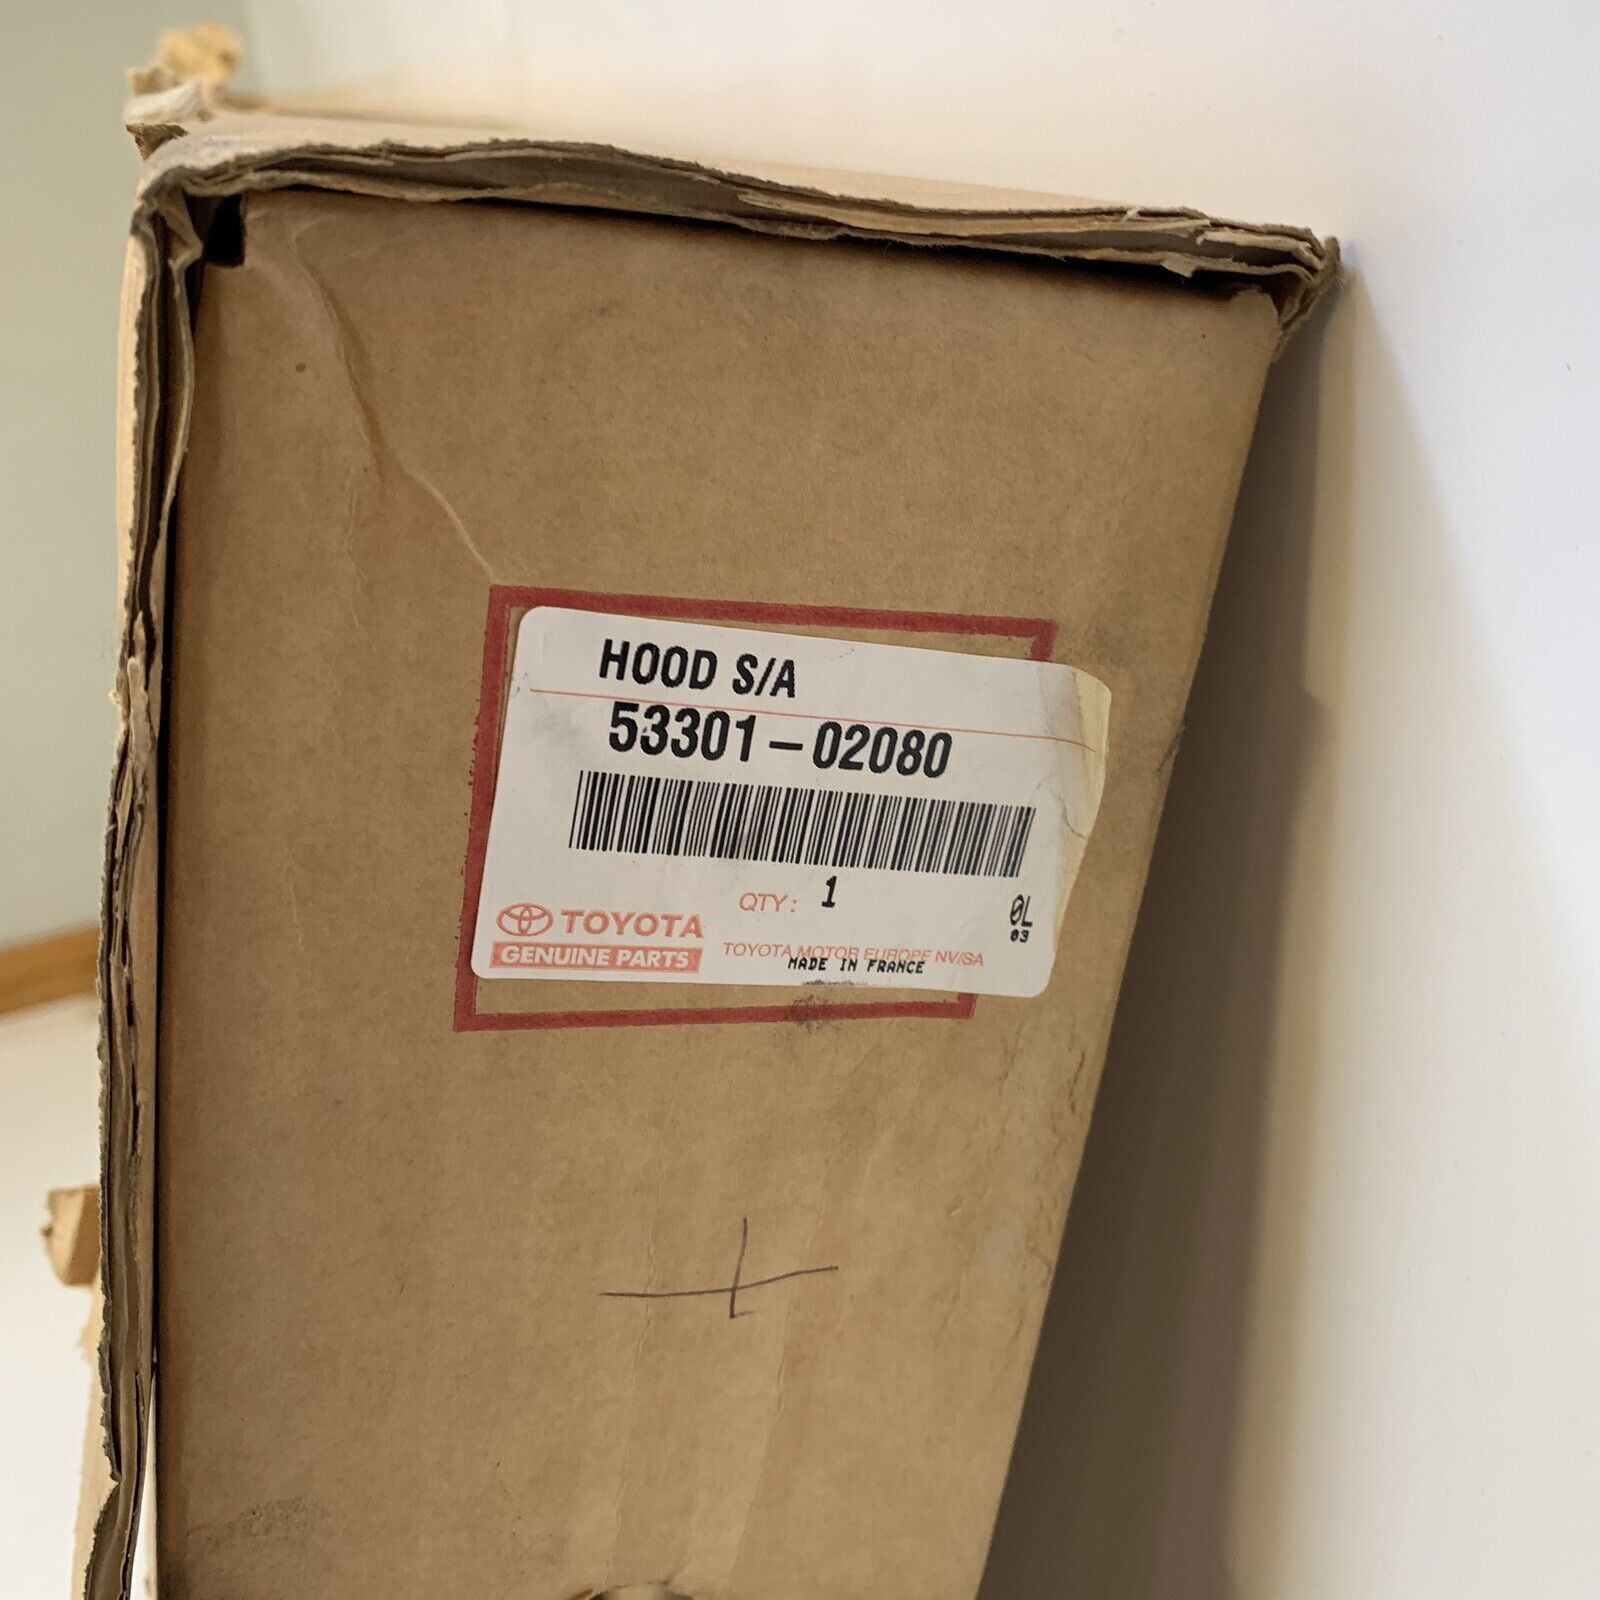 HOOD S/A
53301-02080
QTY: 1
0L
03
TOYOTA
GENUINE PARTS
TOYOTA MOTOR EUROPE NV/SA
MADE IN FRANCE